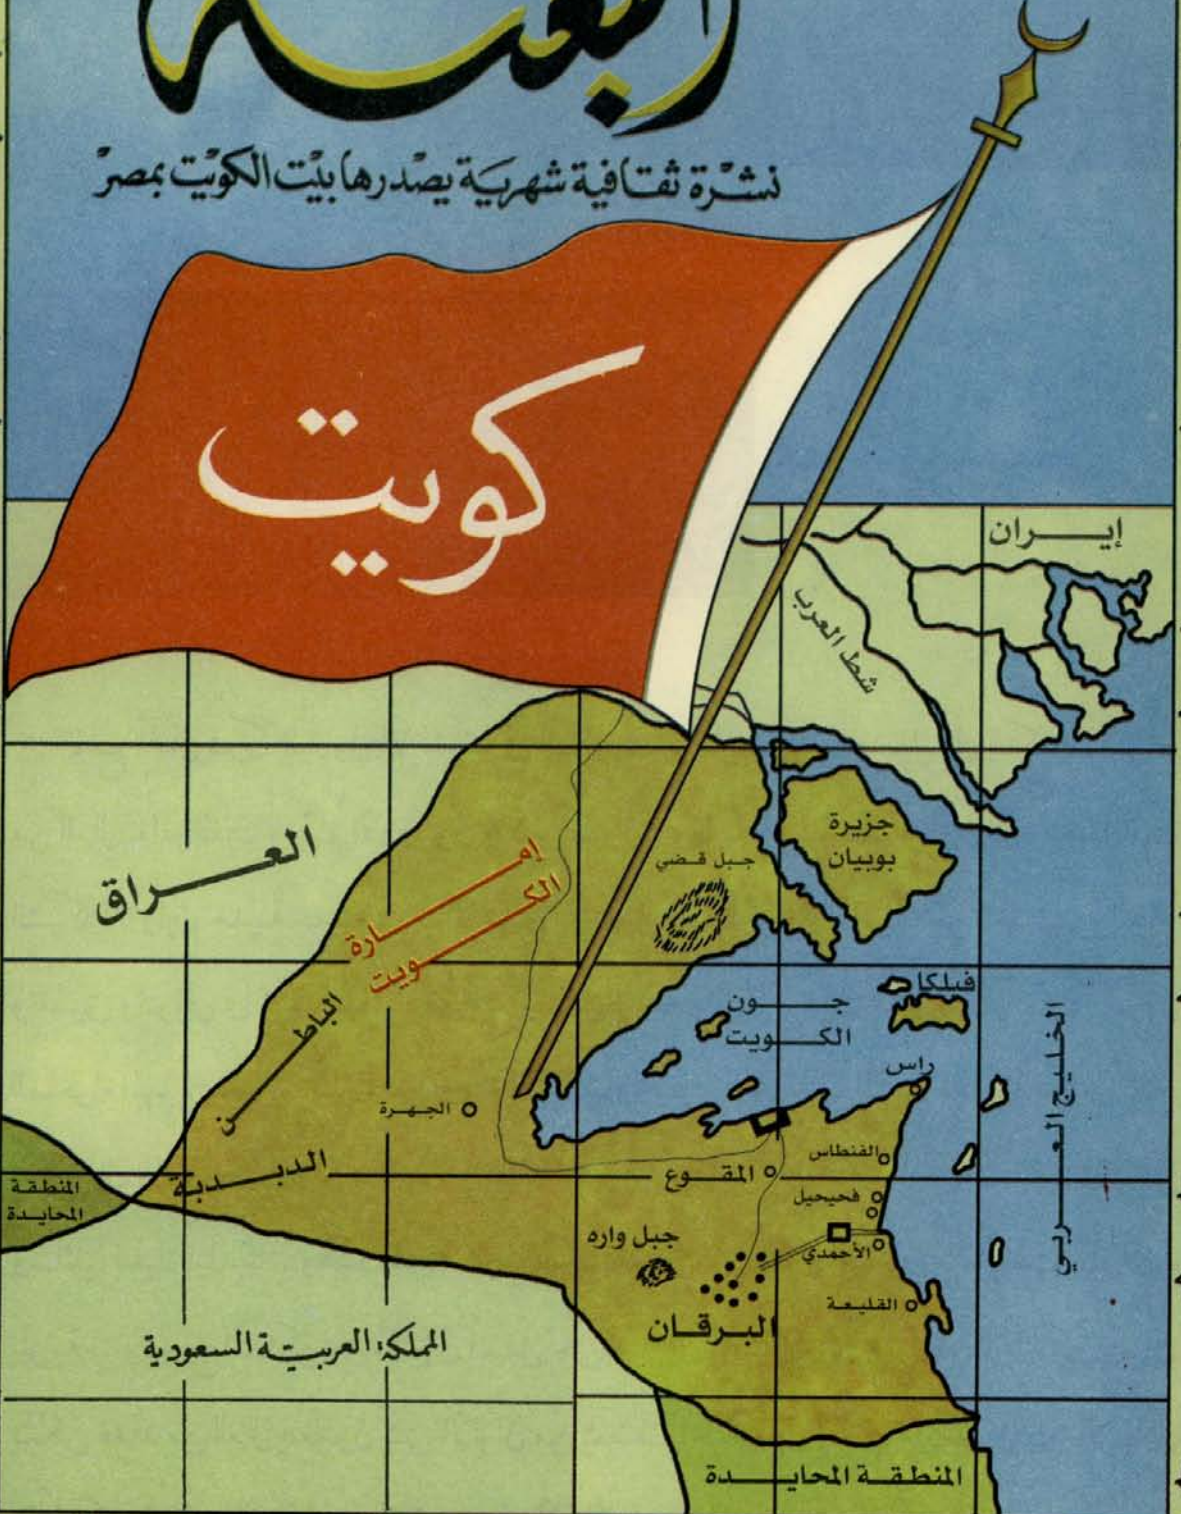 البعثة
نشرة ثقافية شهرية يصدرها بيت الكويت بمصر
كويت
إيران
شط العرب
جزيرة
بوبيان
جبل قضي
العراق
إمارة
الكويت
الباطن
فيلكا
جون
الكويت
الخليج العربي
راس
الجهرة
الفنطاس
المقوع
الدبدبة
المنطقة
المحايدة
فحيحيل
جبل واره
الأحمدي
القليعة
البرقان
المملكة العربية السعودية
المنطقة المحايدة